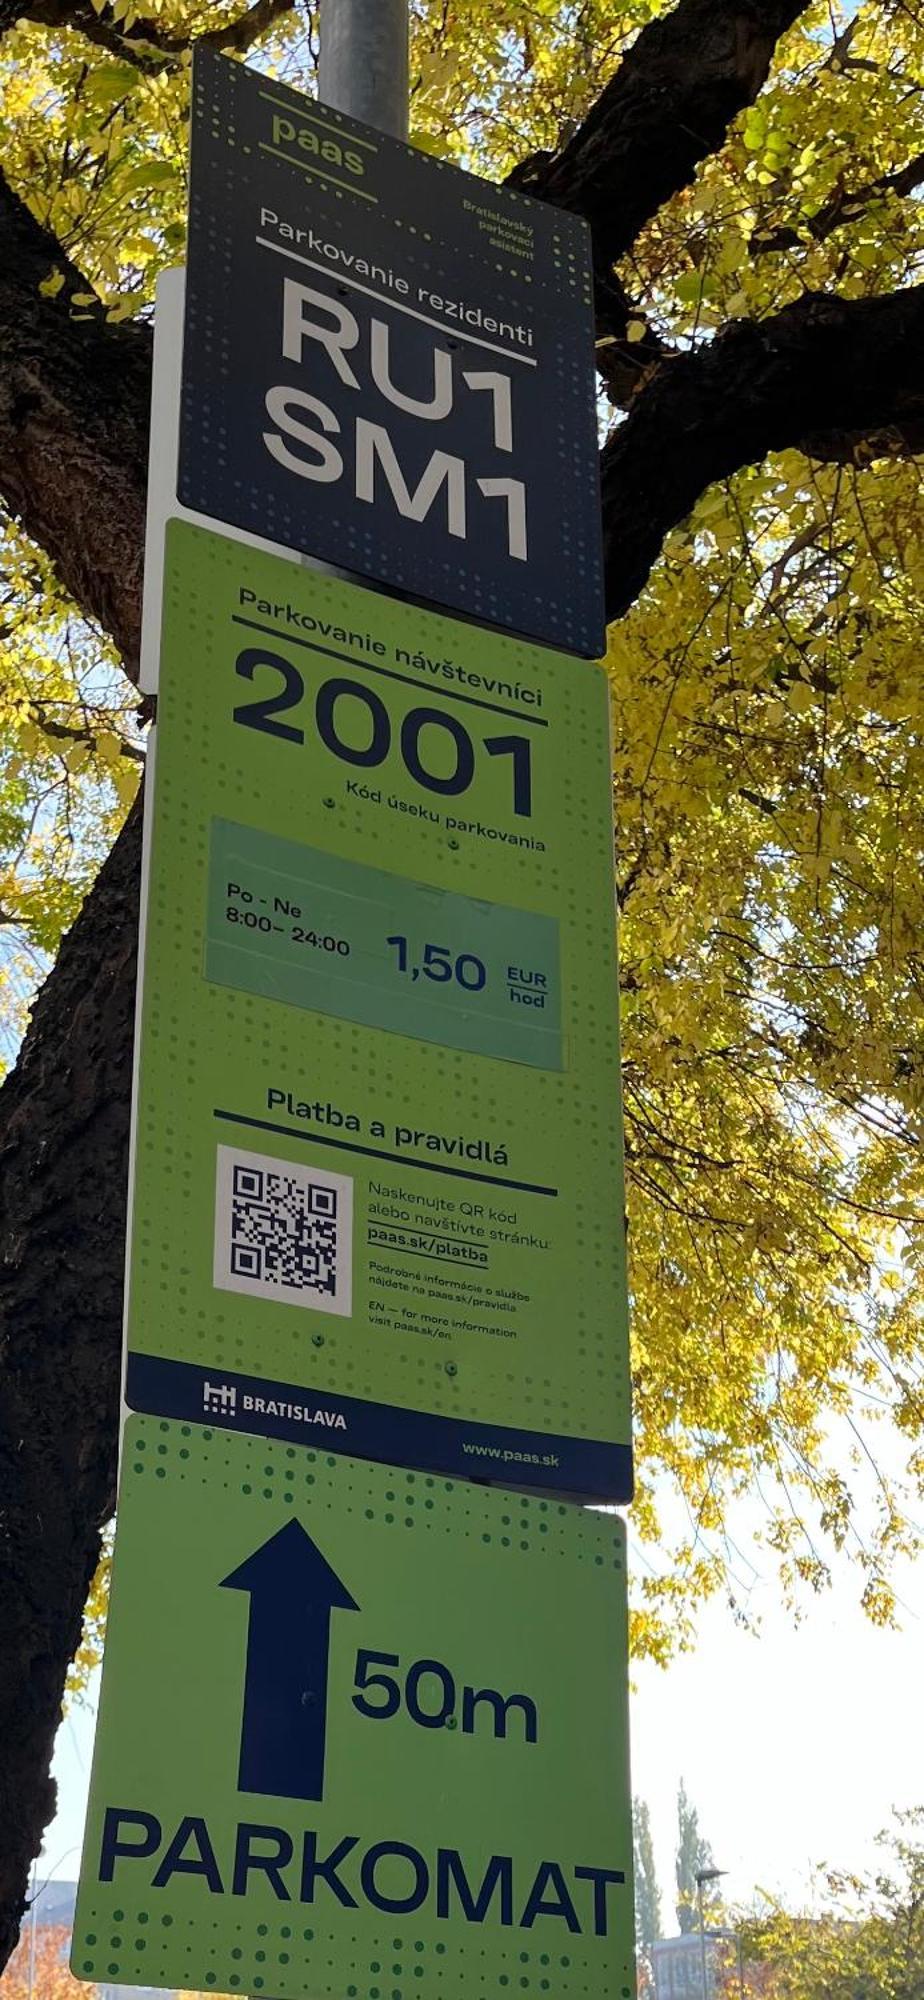 paas
Bratislavský
parkovací
asistent
Parkovanie rezidenti
RU1
SM1
Parkovanie návštevníci
2001
Kód úseku parkovania
Po - Ne
8:00– 24:00
1,50
EUR
hod
Platba a pravidlá
Naskenujte QR kód
alebo navštívte stránku:
paas.sk/platba
Podrobné informácie o službe
nájdete na paas.sk/pravidla
EN — for more information
visit paas.sk/en
BRATISLAVA
www.paas.sk
50m
PARKOMAT